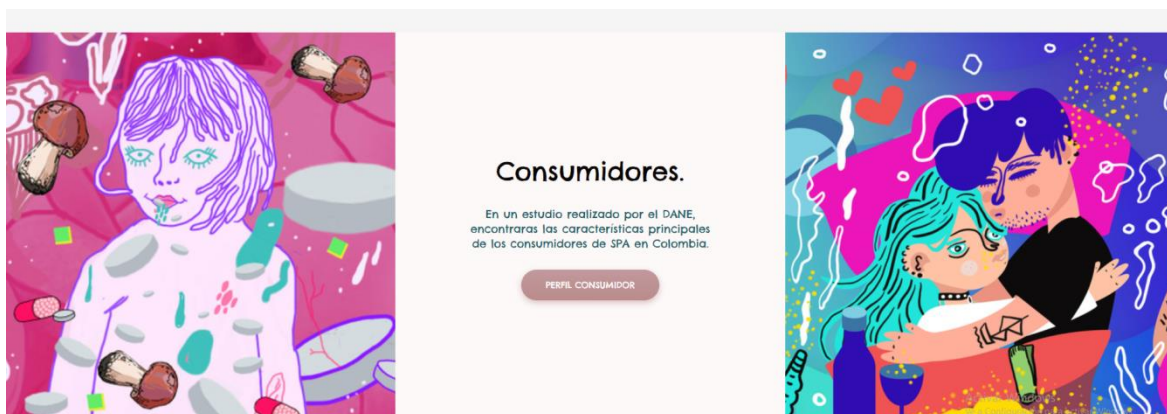 Consumidores.
En un estudio realizado por el DANE,
encontraras las características principales
de los consumidores de SPA en Colombia.
PERFIL CONSUMIDOR